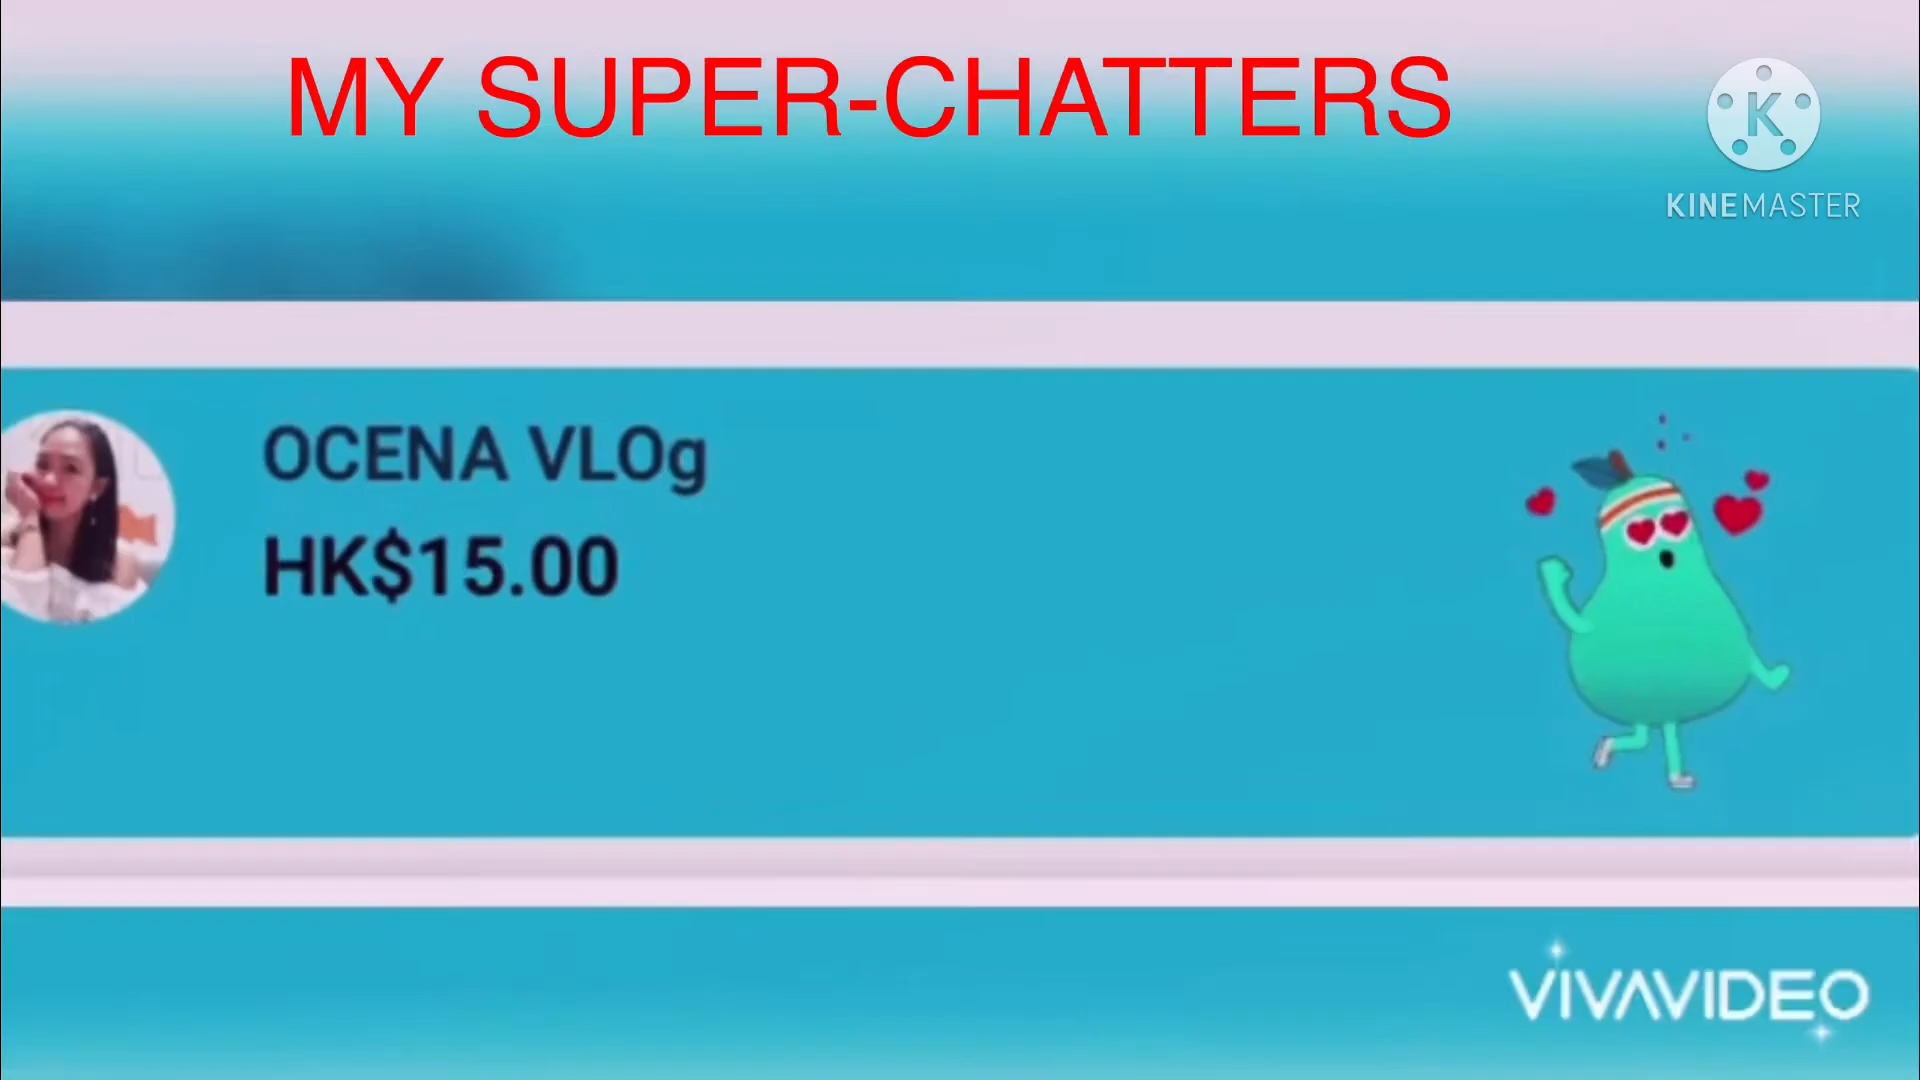 MY SUPER-CHATTERS
K
KINEMASTER
OCENA VLOg
HK$15.00
VIVAVIDEO